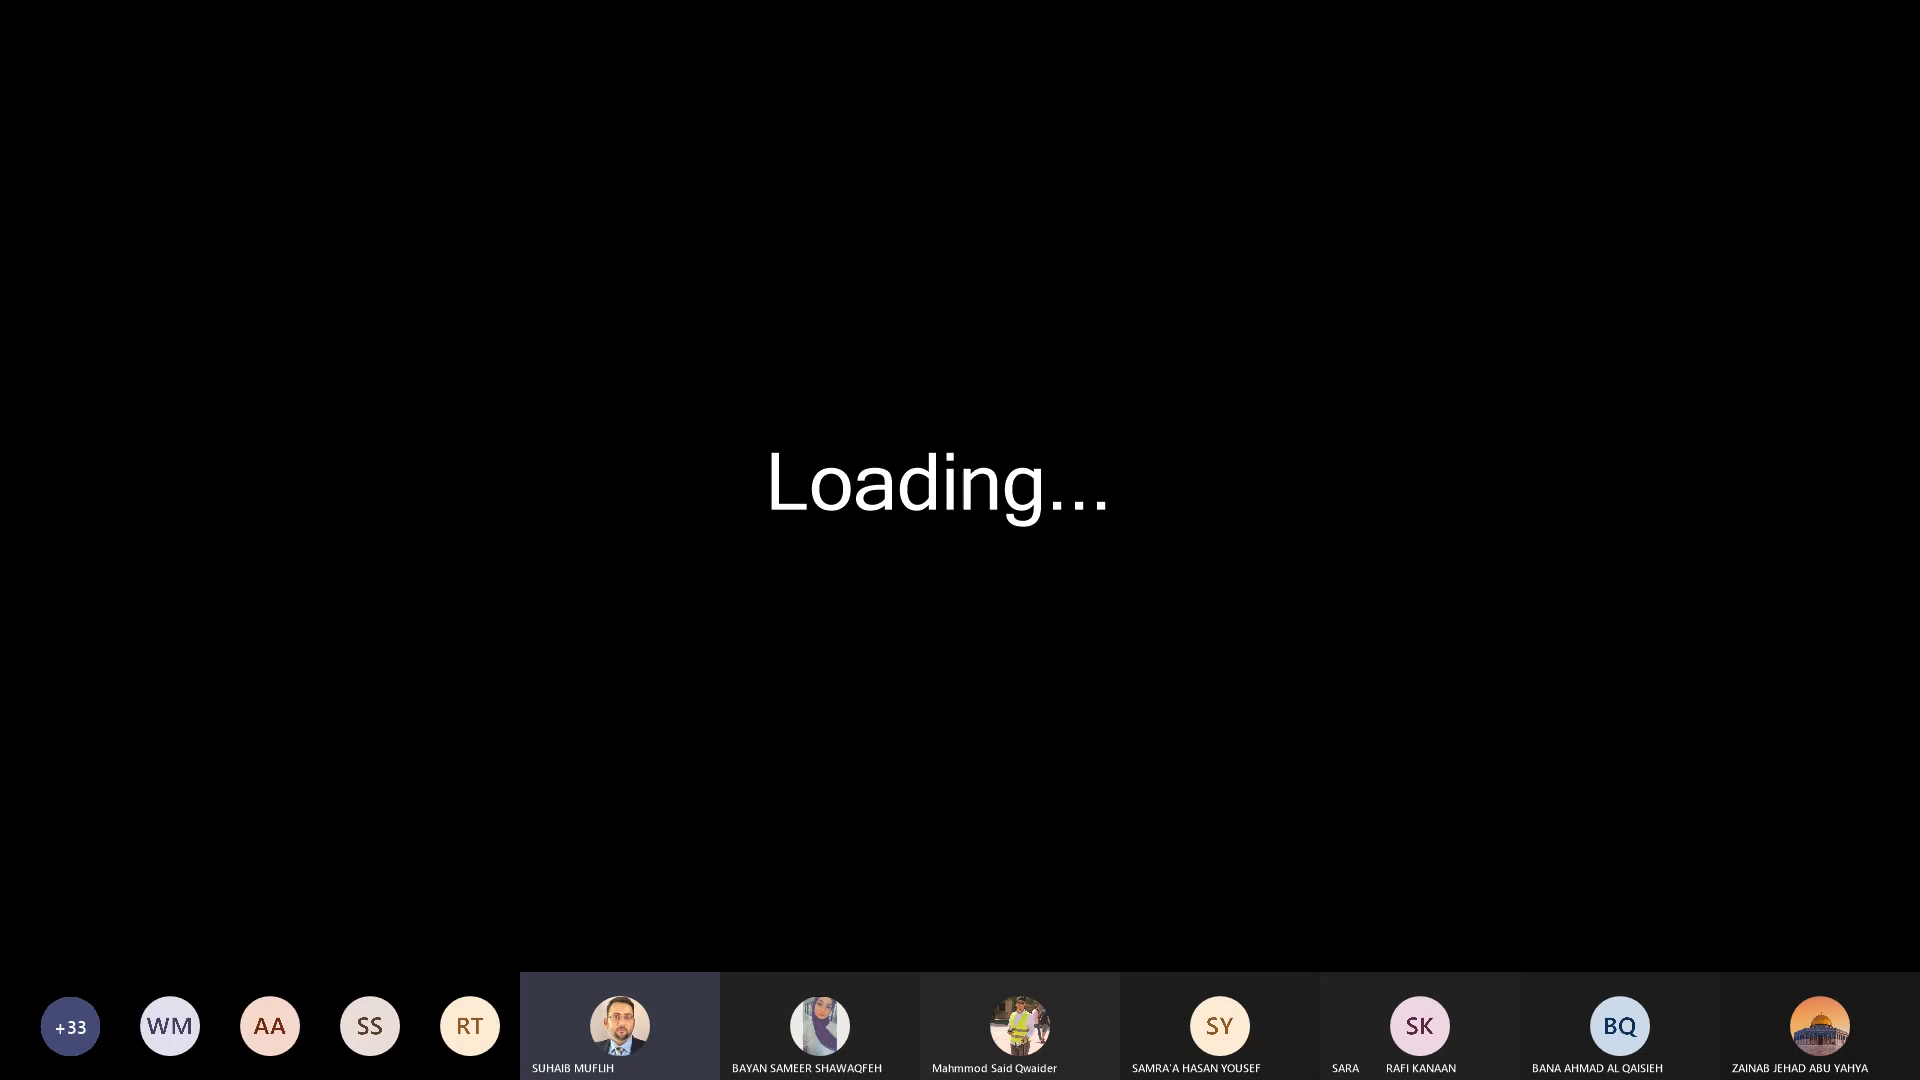 Loading...
+33
WM
AA
SS
RT
SUHAIB MUFLIH
BAYAN SAMEER SHAWAQFEH
Mahmmod Said Qwaider
SY
SAMRA'A HASAN YOUSEF
SK
SARA RAFI KANAAN
BQ
BANA AHMAD AL QAISIEH
ZAINAB JEHAD ABU YAHYA